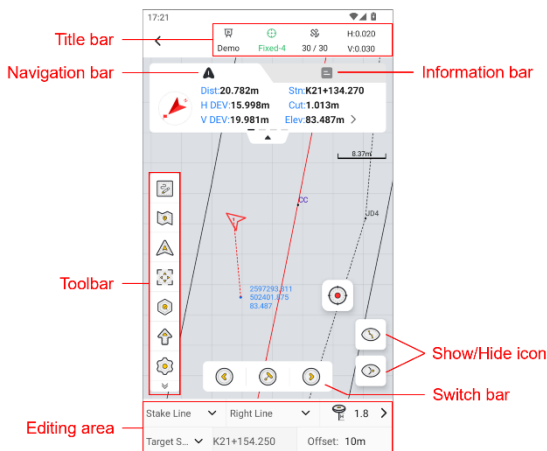 17:21
Title bar
Demo
Fixed-4
30 / 30
H:0.020
V:0.030
Navigation bar
Information bar
Dist:20.782m
Stn:K21+134.270
H DEV:15.998m
Cut:1.013m
V DEV:19.981m
Elev:83.487m
8.37m
CC
JD4
Toolbar
2597293.811
502401.875
83.487
Show/Hide icon
Switch bar
Editing area
Stake Line
Right Line
1.8
Target S...
K21+154.250
Offset: 10m